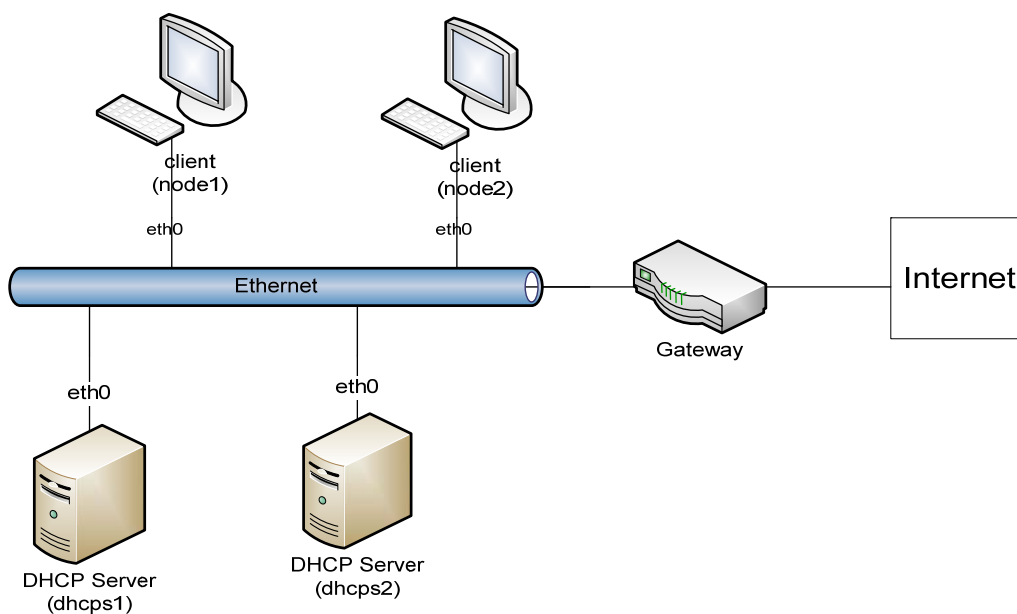 client
(node1)
client
(node2)
eth0
eth0
Ethernet
Internet
Gateway
eth0
eth0
DHCP Server
(dhcps1)
DHCP Server
(dhcps2)